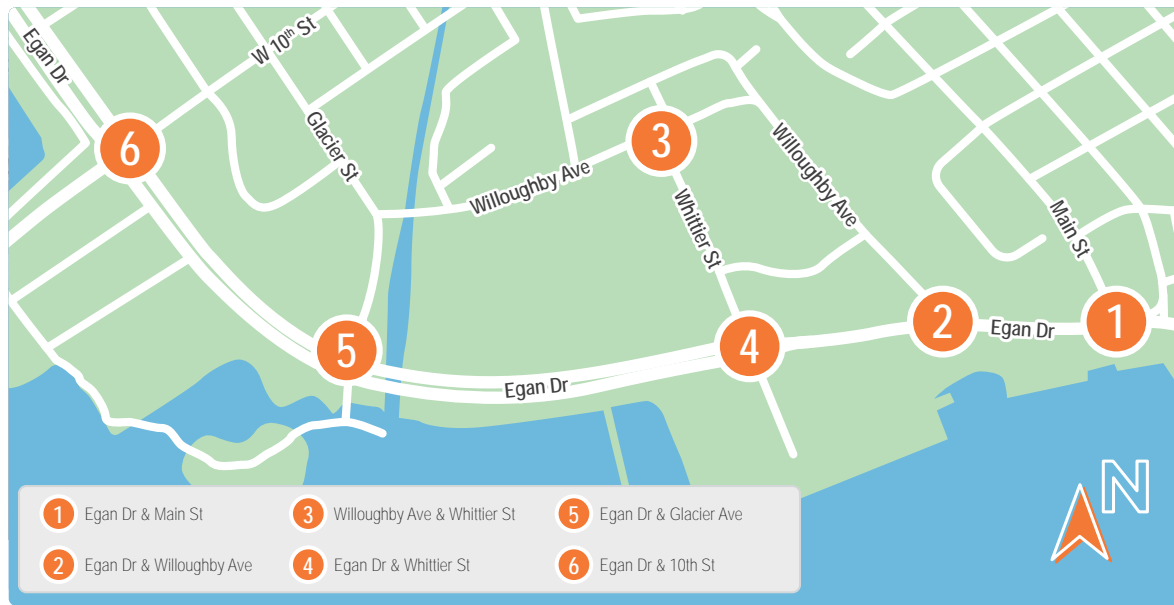 Egan Dr
W 10th St
Glacier St
6
3
Willoughby Ave
Willoughby Ave
Whittier St
Main St
5
4
2
Egan Dr
1
Egan Dr
N
1 Egan Dr & Main St
3 Willoughby Ave & Whittier St
5 Egan Dr & Glacier Ave
2 Egan Dr & Willoughby Ave
4 Egan Dr & Whittier St
6 Egan Dr & 10th St